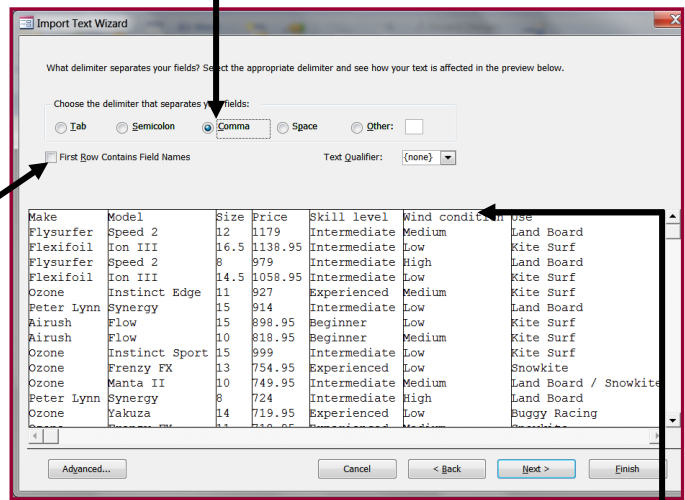 Import Text Wizard
What delimiter separates your fields? Select the appropriate delimiter and see how your text is affected in the preview below.
Choose the delimiter that separates your fields:
Tab Semicolon Comma Space Other:
First Row Contains Field Names Text Qualifier: {none}
Make Model Size Price Skill level Wind condition Use
Flysurfer Speed 2 12 1179 Intermediate Medium Land Board
Flexifoil Ion III 16.5 1138.95 Intermediate Low Kite Surf
Flysurfer Speed 2 8 979 Intermediate High Land Board
Flexifoil Ion III 14.5 1058.95 Intermediate Low Kite Surf
Ozone Instinct Edge 11 927 Experienced Medium Kite Surf
Peter Lynn Synergy 15 914 Intermediate Low Land Board
Airush Flow 15 898.95 Beginner Low Kite Surf
Airush Flow 10 818.95 Beginner Medium Kite Surf
Ozone Instinct Sport 15 999 Intermediate Low Kite Surf
Ozone Frenzy FX 13 754.95 Experienced Low Snowkite
Ozone Manta II 10 749.95 Intermediate Medium Land Board / Snowkite
Peter Lynn Synergy 8 724 Intermediate High Land Board
Ozone Yakuza 14 719.95 Experienced Low Buggy Racing
Advanced... Cancel < Back Next > Finish